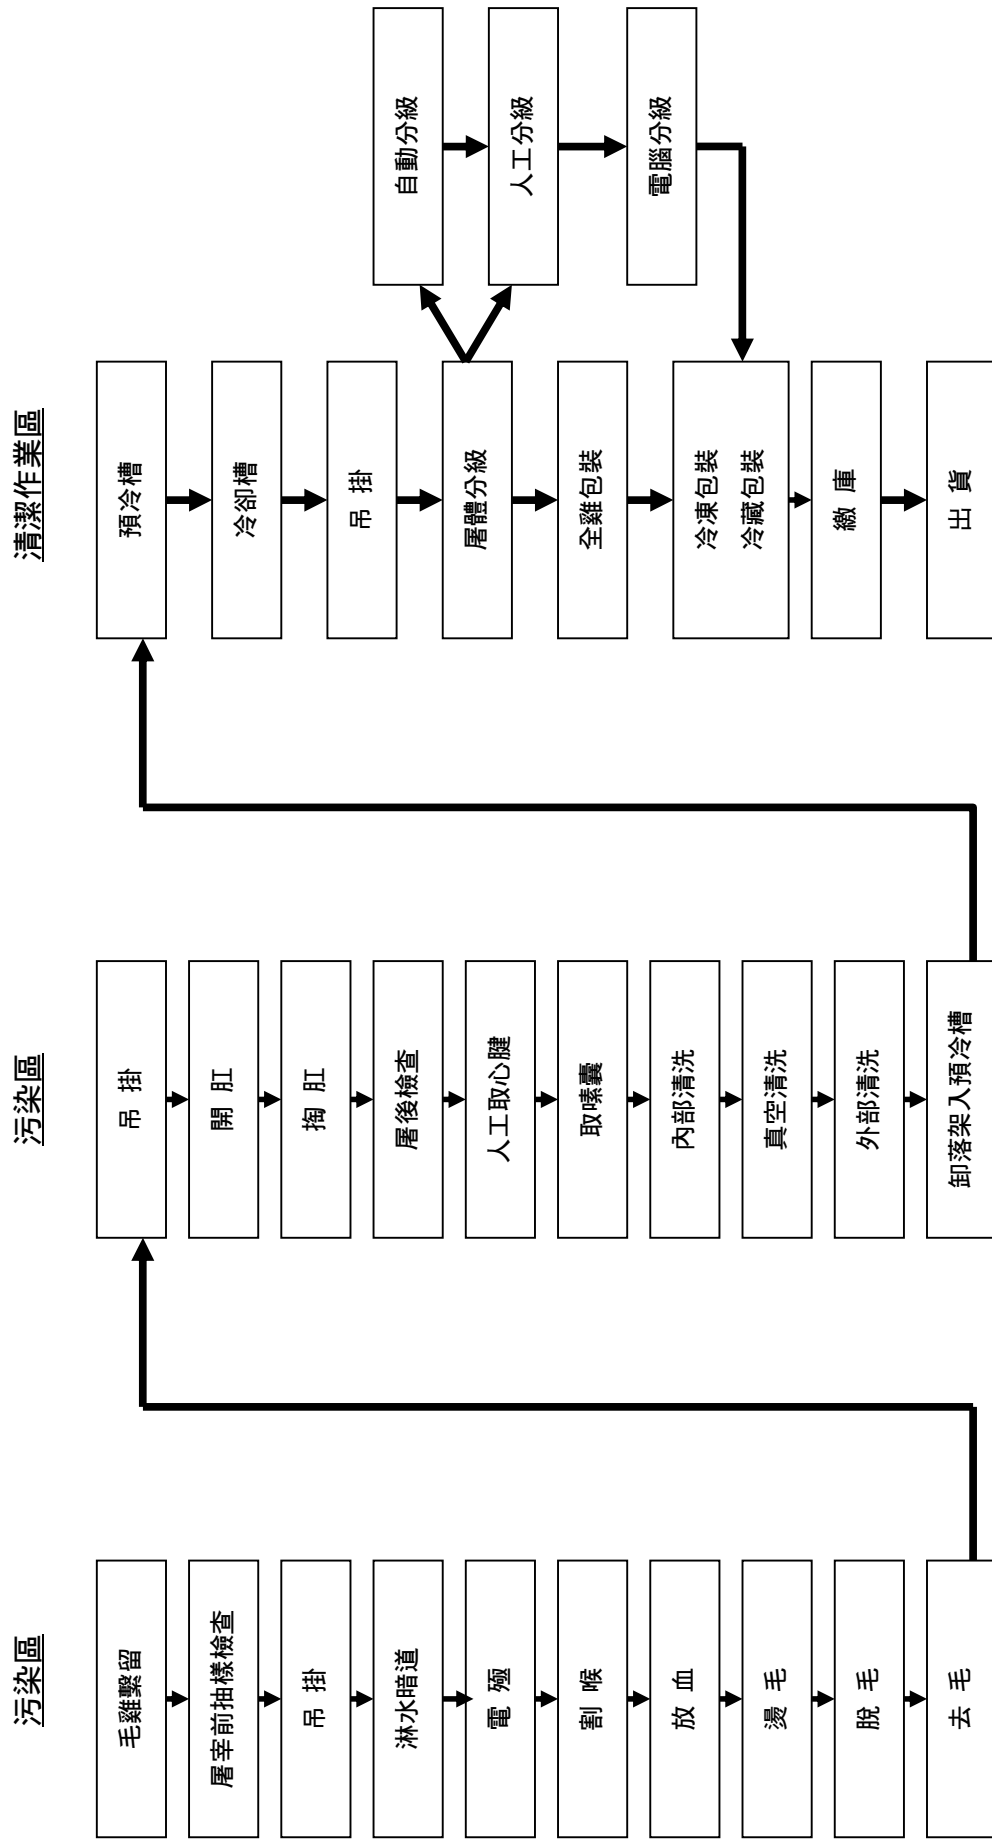 污染區
毛雞繫留
屠宰前抽樣檢查
吊 掛
淋水暗道
電 殛
割 喉
放 血
燙 毛
脫 毛
去 毛
污染區
吊 掛
開 肛
掏 肛
屠後檢查
人工取心腱
取嗉囊
內部清洗
真空清洗
外部清洗
卸落架入預冷槽
清潔作業區
預冷槽
冷卻槽
吊 掛
屠體分級
全雞包裝
冷凍包裝
冷藏包裝
繳 庫
出 貨
自動分級
人工分級
電腦分級